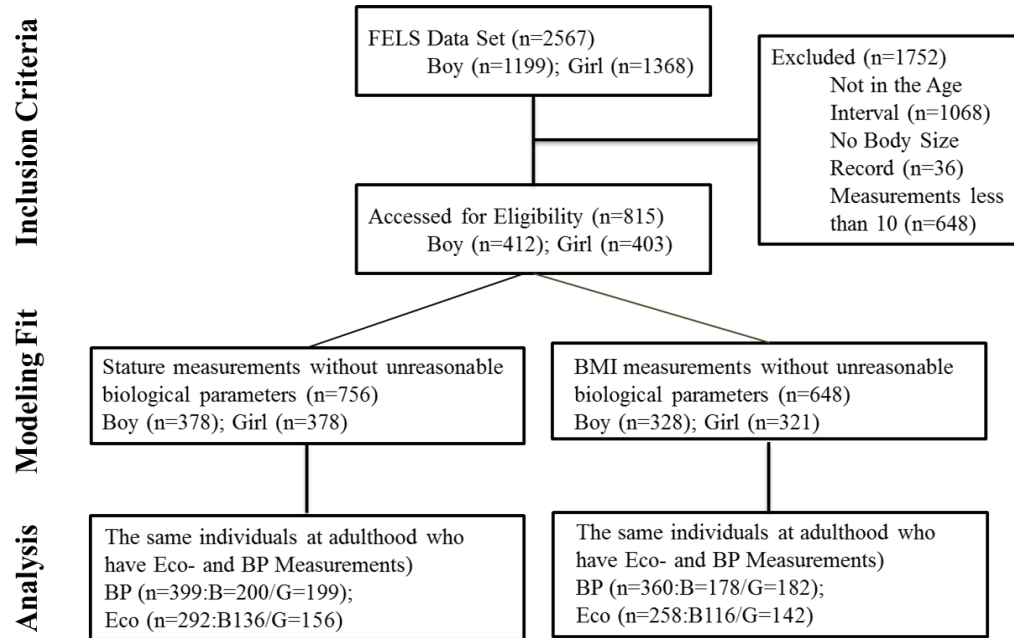 Inclusion Criteria
FELS Data Set (n=2567)
Boy (n=1199); Girl (n=1368)
Excluded (n=1752)
Not in the Age
Interval (n=1068)
No Body Size
Record (n=36)
Measurements less
than 10 (n=648)
Accessed for Eligibility (n=815)
Boy (n=412); Girl (n=403)
Modeling Fit
Stature measurements without unreasonable
biological parameters (n=756)
Boy (n=378); Girl (n=378)
BMI measurements without unreasonable
biological parameters (n=648)
Boy (n=328); Girl (n=321)
Analysis
The same individuals at adulthood who
have Eco- and BP Measurements)
BP (n=399:B=200/G=199);
Eco (n=292:B136/G=156)
The same individuals at adulthood who
have Eco- and BP Measurements)
BP (n=360:B=178/G=182);
Eco (n=258:B116/G=142)